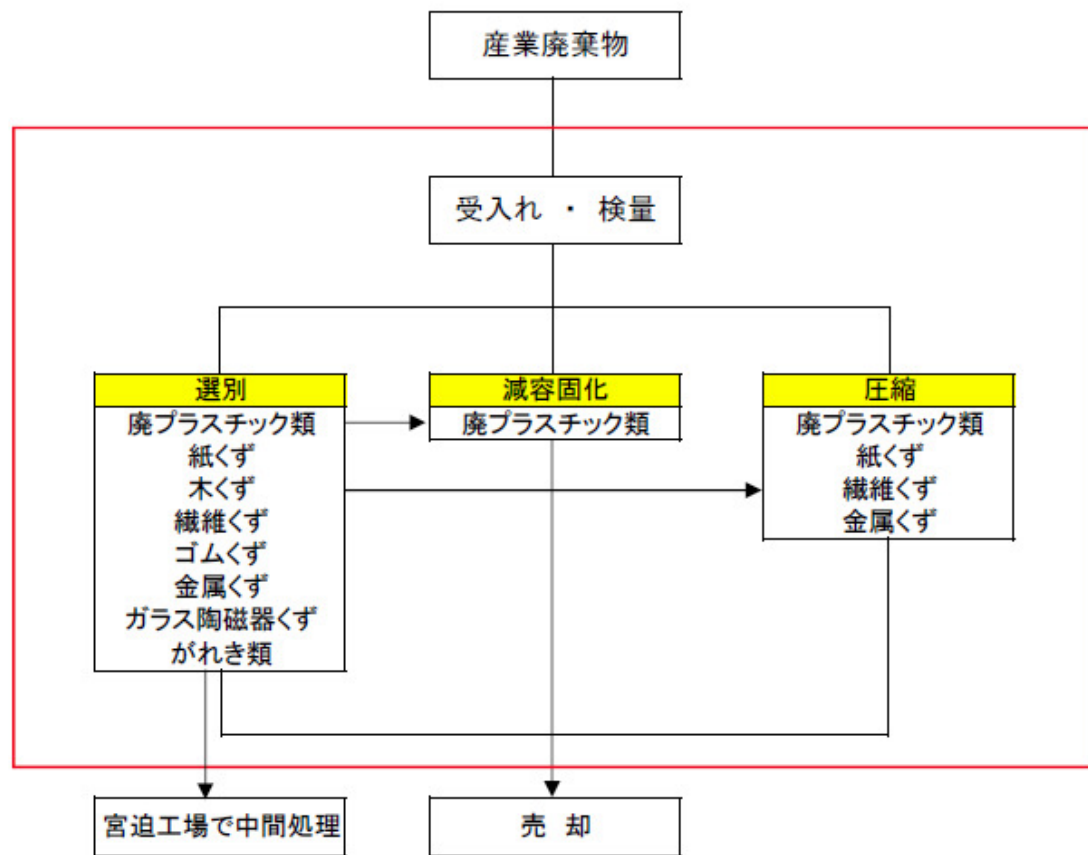 産業廃棄物
受入れ ・ 検量
選別
廃プラスチック類
紙くず
木くず
繊維くず
ゴムくず
金属くず
ガラス陶磁器くず
がれき類
減容固化
廃プラスチック類
圧縮
廃プラスチック類
紙くず
繊維くず
金属くず
宮迫工場で中間処理
売 却